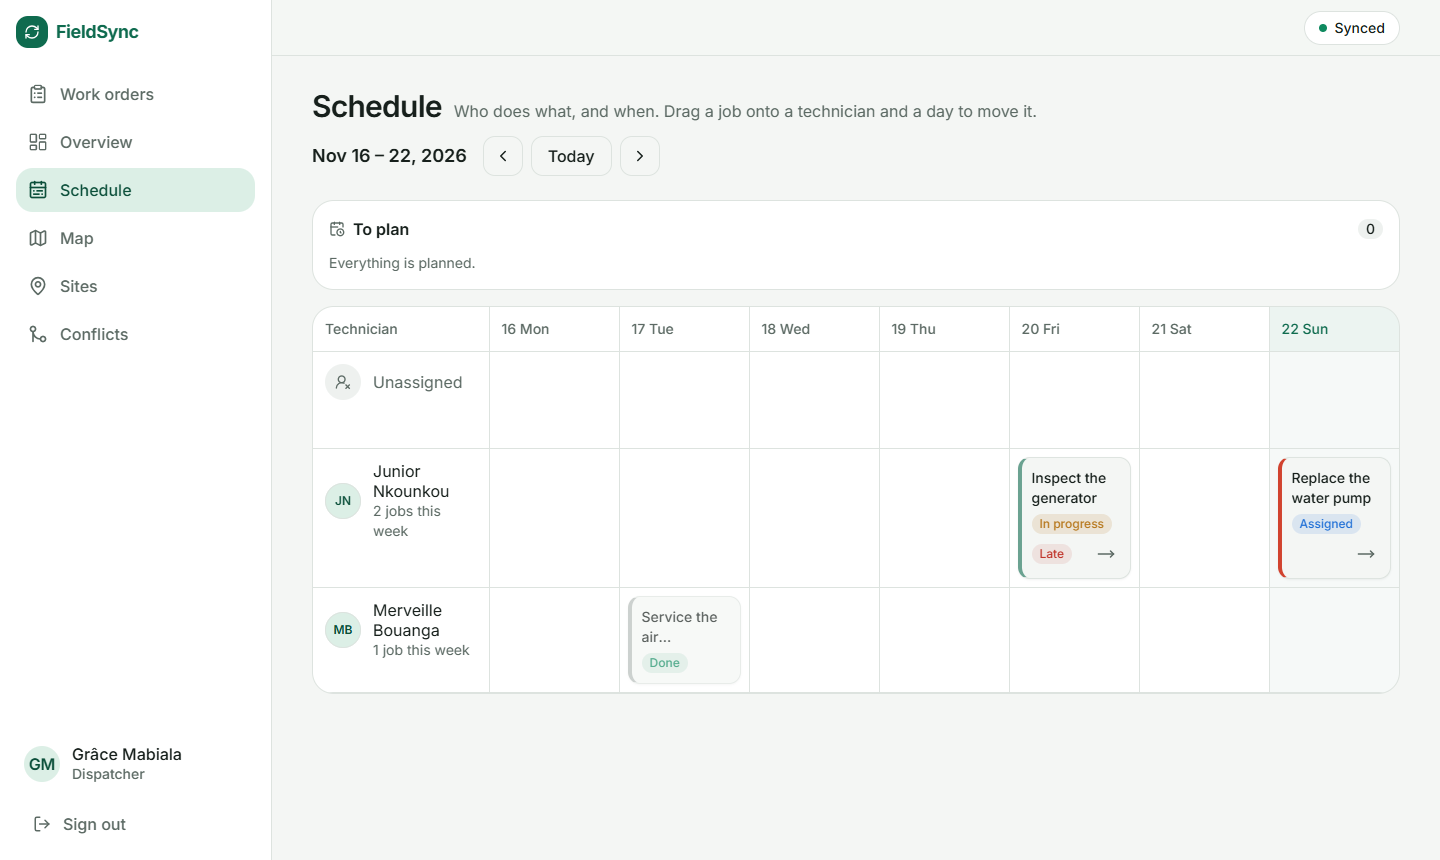 FieldSync
Synced
Work orders
Overview
Schedule
Map
Sites
Conflicts
Schedule Who does what, and when. Drag a job onto a technician and a day to move it.
Nov 16 – 22, 2026 Today
To plan 0
Everything is planned.
Technician 16 Mon 17 Tue 18 Wed 19 Thu 20 Fri 21 Sat 22 Sun
Unassigned
JN
Junior
Nkounkou
2 jobs this
week
Inspect the
generator
In progress
Late
Replace the
water pump
Assigned
MB
Merveille
Bouanga
1 job this week
Service the
air...
Done
GM
Grâce Mabiala
Dispatcher
Sign out